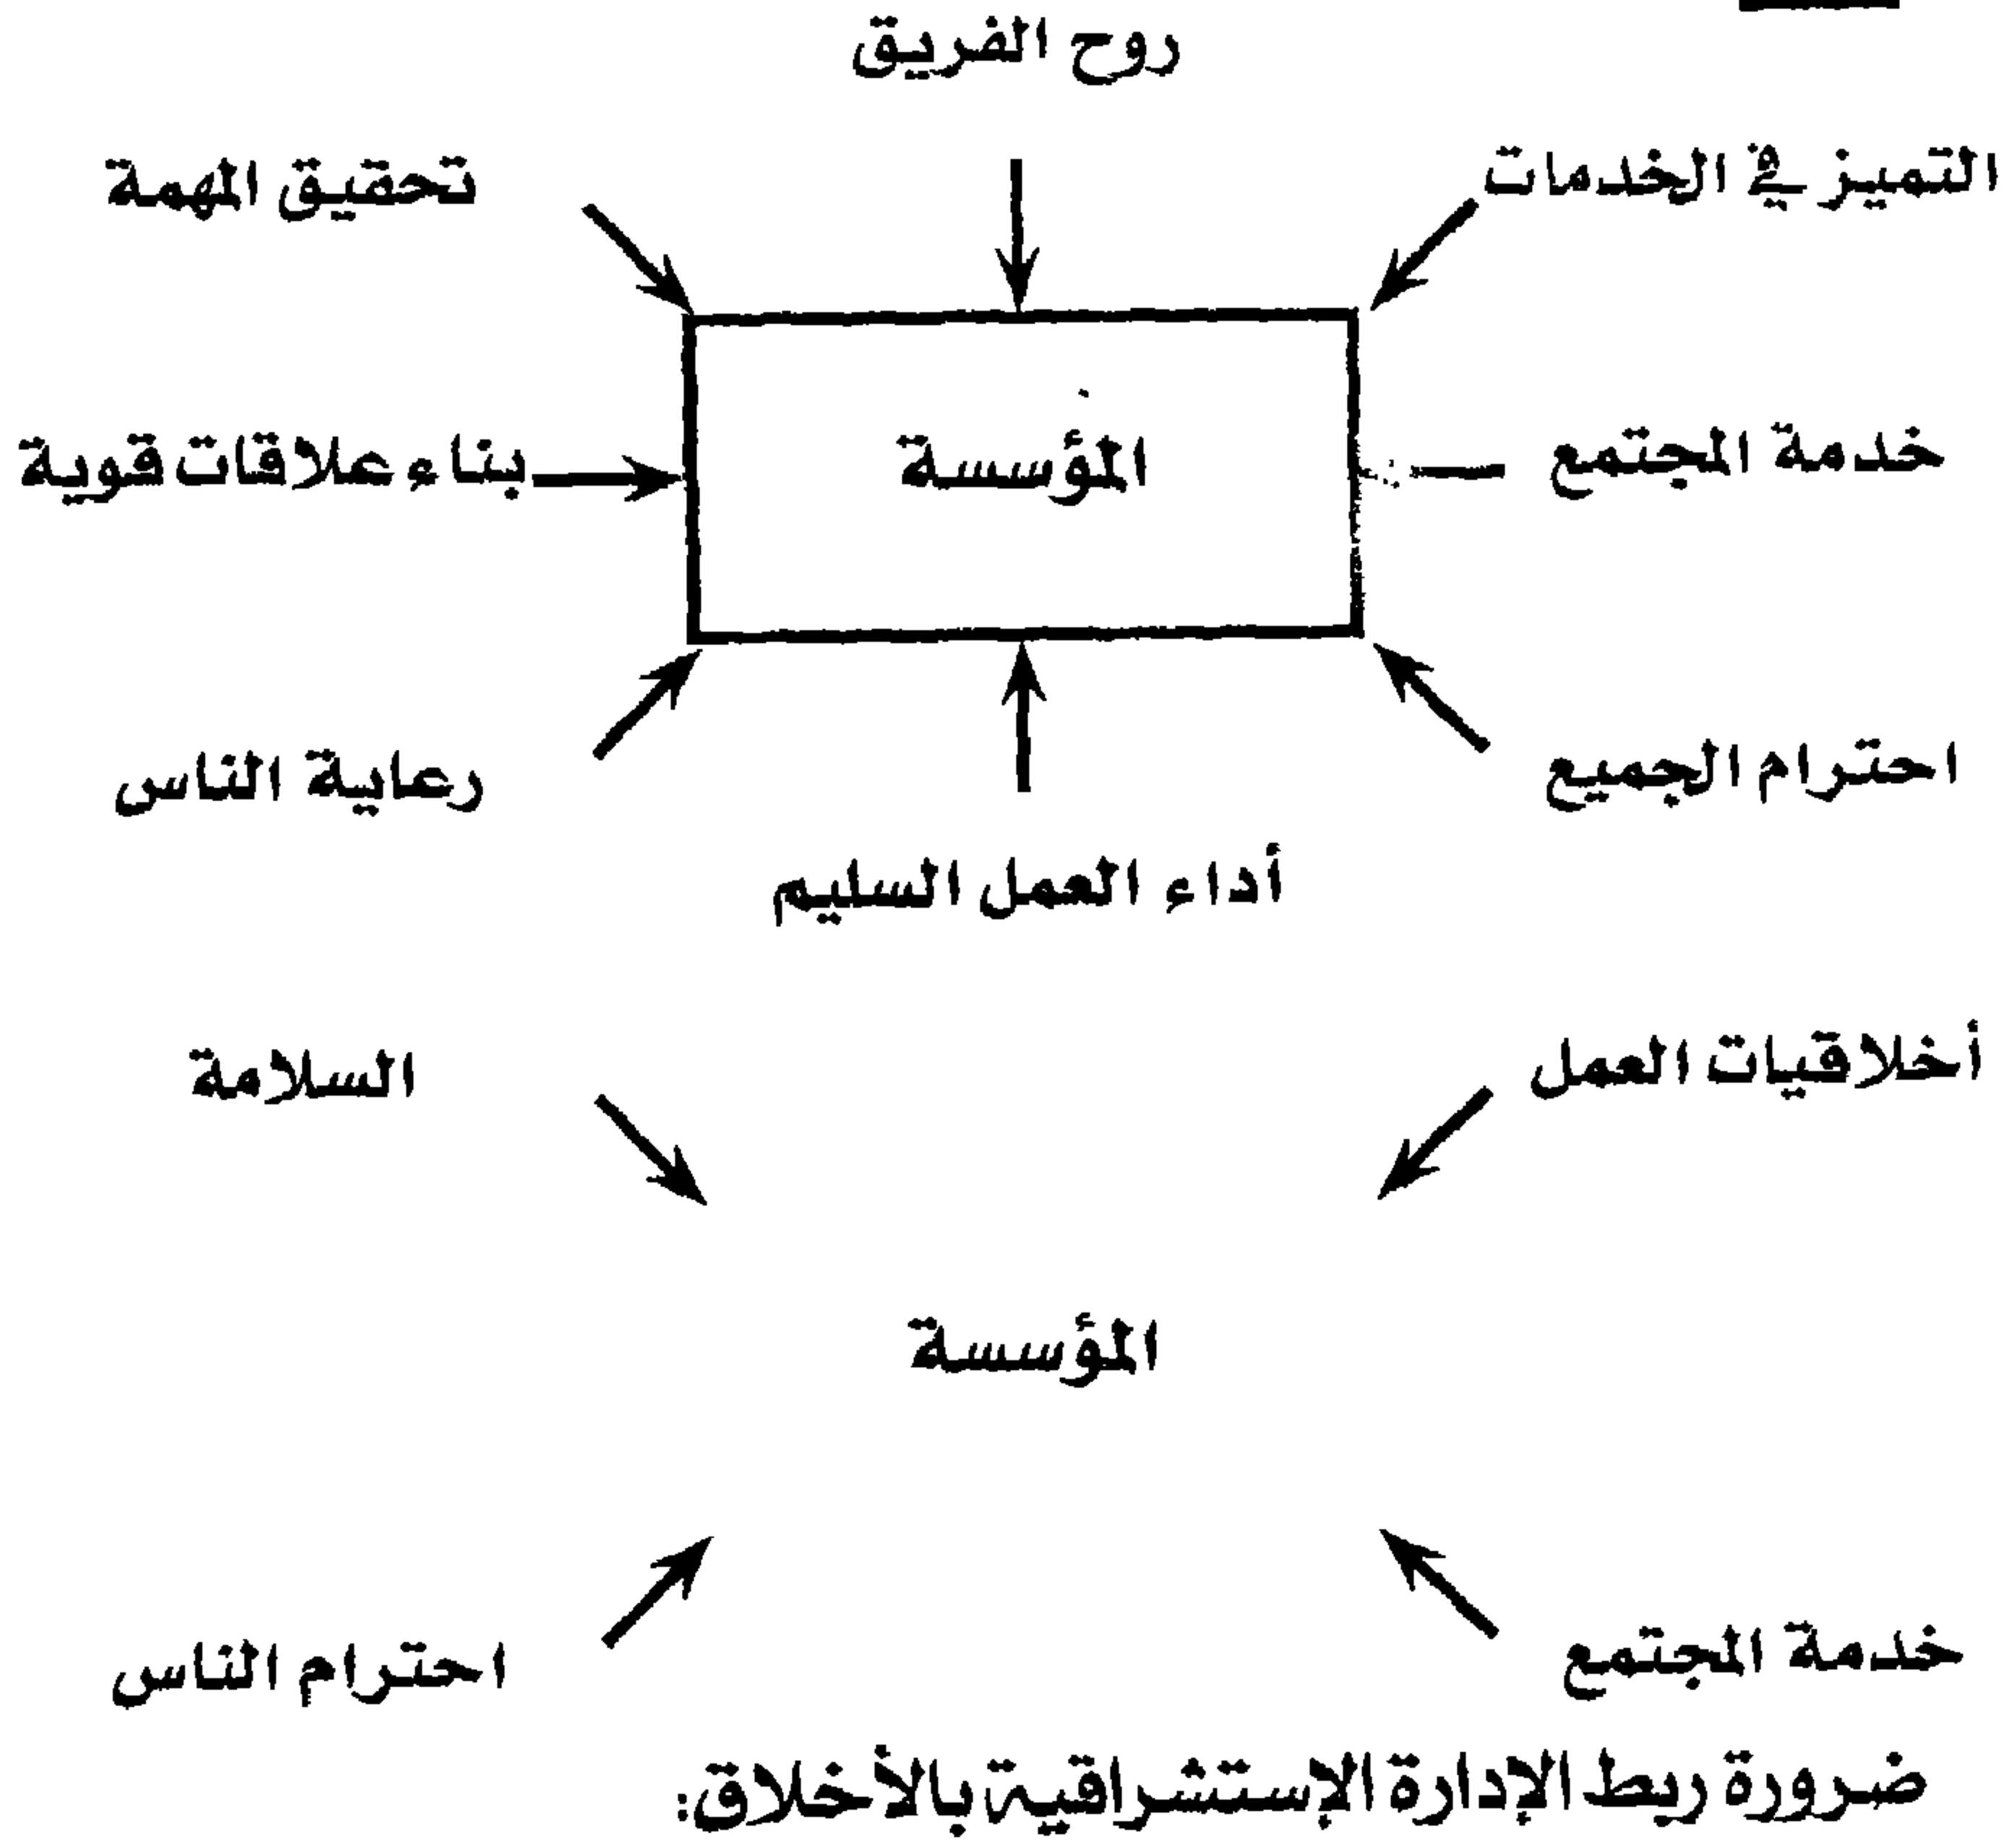 روح الفريق
التميز في الخدمات
تحقيق المهمة
خدمة المجتمع
المؤسسة
بناء علاقات قوية
احترام الجميع
رعاية الناس
أداء العمل السليم
أخلاقيات العمل
السلامة
المؤسسة
خدمة المجتمع
احترام الناس
ضرورة ربط الإدارة الإستشراقية بالأخلاق: